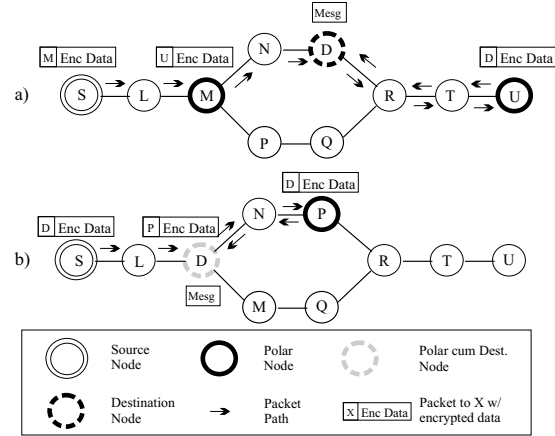 Mesg
M Enc Data
U Enc Data
D Enc Data
N
D
a)
S
L
M
R
T
U
P
Q
D Enc Data
D Enc Data
P Enc Data
N
P
b)
S
L
D
R
T
U
Mesg
M
Q
Source
Node
Polar
Node
Polar cum Dest.
Node
Destination
Node
Packet
Path
X Enc Data
Packet to X w/
encrypted data